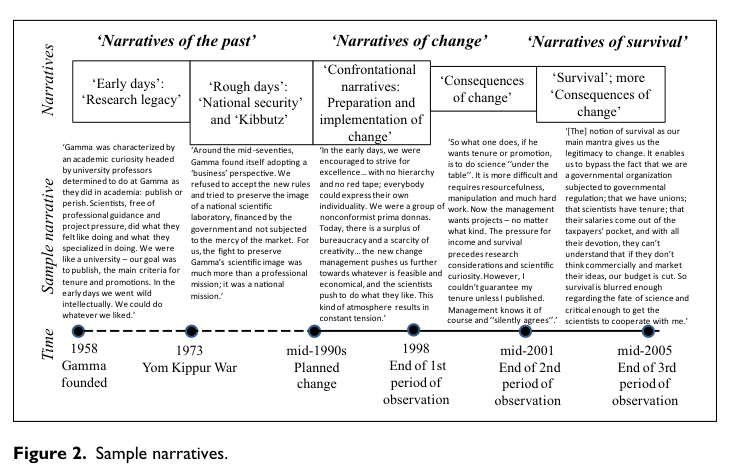 ‘Narratives of the past’
‘Narratives of change’
‘Narratives of survival’
Narratives
‘Early days’:
‘Research legacy’
‘Rough days’:
‘National security’
and ‘Kibbutz’
‘Confrontational
narratives:
Preparation and
implementation of
change’
‘Consequences
of change’
‘Survival’; more
‘Consequences of
change’
Sample narrative
‘Gamma was characterized by
an academic curiosity headed
by university professors
determined to do at Gamma as
they did in academia: publish or
perish. Scientists, free of
professional guidance and
project pressure, did what they
felt like doing and what they
specialized in doing. We were
like a university – our goal was
to publish, the main criteria for
tenure and promotions. In the
early days we went wild
intellectually. We could do
whatever we liked.’
‘Around the mid-seventies,
Gamma found itself adopting a
‘business’ perspective. We
refused to accept the new rules
and tried to preserve the image
of a national scientific
laboratory, financed by the
government and not subjected
to the mercy of the market. For
us, the fight to preserve
Gamma’s scientific image was
much more than a professional
mission; it was a national
mission.’
‘In the early days, we were
encouraged to strive for
excellence... with no hierarchy
and no red tape; everybody
could express their own
individuality. We were a group of
nonconformist prima donnas.
Today, there is a surplus of
bureaucracy and a scarcity of
creativity... the new change
management pushes us further
towards whatever is feasible and
economical, and the scientists
push to do what they like. This
kind of atmosphere results in
constant tension.’
‘So what one does, if he
wants tenure or promotion,
is to do science “under the
table”. It is more difficult and
requires resourcefulness,
manipulation and much hard
work. Now the management
wants projects – no matter
what kind. The pressure for
income and survival
precedes research
considerations and scientific
curiosity. However, I
couldn’t guarantee my
tenure unless I published.
Management knows it of
course and “silently agrees”.’
‘[The] notion of survival as our
main mantra gives us the
legitimacy to change. It enables
us to bypass the fact that we are
a governmental organization
subjected to governmental
regulation; that we have unions;
that scientists have tenure; that
their salaries come out of the
taxpayers’ pocket, and with all
their devotion, they can’t
understand that if they don’t
think commercially and market
their ideas, our budget is cut. So
survival is blurred enough
regarding the fate of science and
critical enough to get the
scientists to cooperate with me.’
Time
1958
Gamma
founded
1973
Yom Kippur War
mid-1990s
Planned
change
1998
End of 1st
period of
observation
mid-2001
End of 2nd
period of
observation
mid-2005
End of 3rd
period of
observation
Figure 2. Sample narratives.